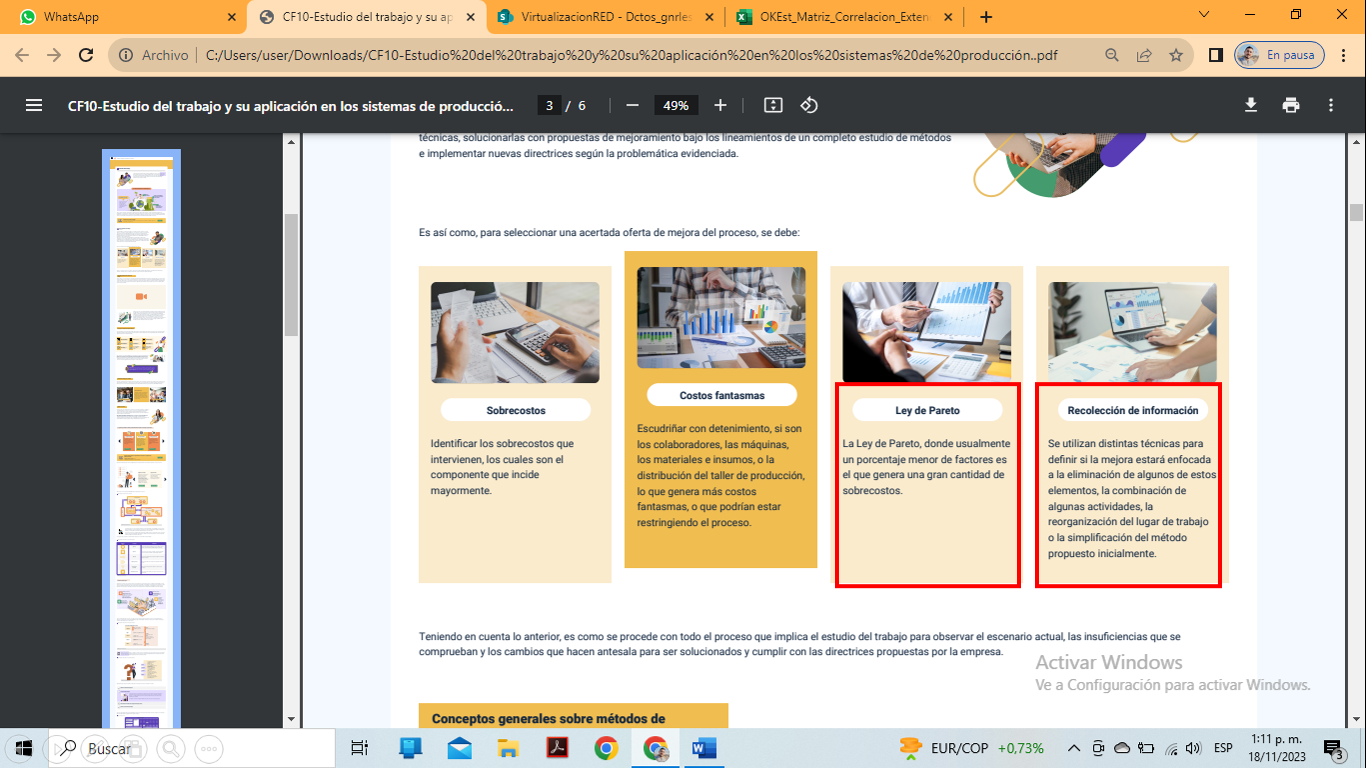 WhatsApp
CF10-Estudio del trabajo y su ap
VirtualizacionRED - Dctos_gnrles
OKEst_Matriz_Correlacion_Exten
Archivo
C:/Users/user/Downloads/CF10-Estudio%20del%20trabajo%20y%20su%20aplicación%20en%20los%20sistemas%20de%20producción..pdf
En pausa
CF10-Estudio del trabajo y su aplicación en los sistemas de producció...
3 / 6
49%
técnicas, solucionarlas con propuestas de mejoramiento bajo los lineamientos de un completo estudio de métodos
e implementar nuevas directrices según la problemática evidenciada.
Es así como, para seleccionar una acertada oferta de mejora del proceso, se debe:
Sobrecostos
Identificar los sobrecostos que
intervienen, los cuales son el
componente que incide
mayormente.
Costos fantasmas
Escudriñar con detenimiento, si son
los colaboradores, las máquinas,
los materiales e insumos, o la
distribución del taller de producción,
lo que genera más costos
fantasmas, o que podrían estar
restringiendo el proceso.
Ley de Pareto
La Ley de Pareto, donde usualmente
un porcentaje menor de factores es
el que genera una gran cantidad de
sobrecostos.
Recolección de información
Se utilizan distintas técnicas para
definir si la mejora estará enfocada
a la eliminación de algunos de estos
elementos, la combinación de
algunas actividades, la
reorganización del lugar de trabajo
o la simplificación del método
propuesto inicialmente.
Teniendo en cuenta lo anterior, es como se procede con todo el proceso que implica el estudio del trabajo para observar el escenario actual, las insuficiencias que se
comprueban y los cambios que hacen antesala para ser solucionados y cumplir con las directrices propuestas por la empresa.
Activar Windows
Ve a Configuración para activar Windows.
Conceptos generales sobre métodos de
Buscar
EUR/COP +0,73%
ESP
1:11 p. m.
18/11/2023
3